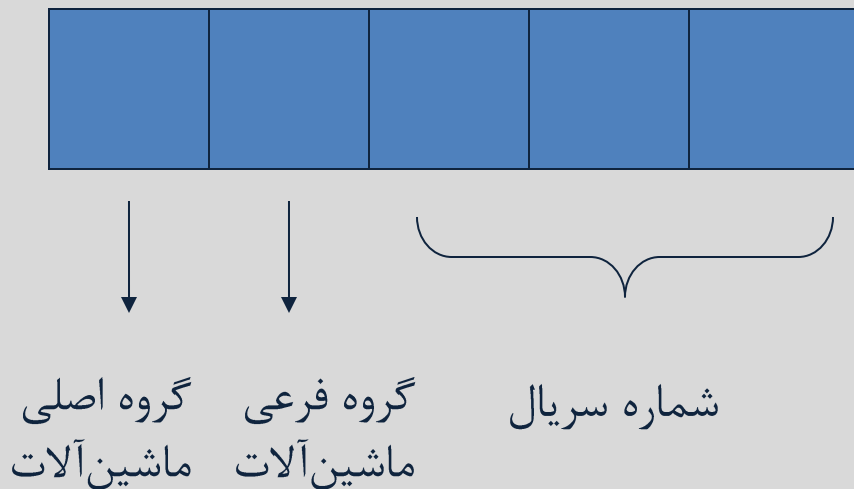 شماره سریال
گروه فرعی
ماشین‌آلات
گروه اصلی
ماشین‌آلات